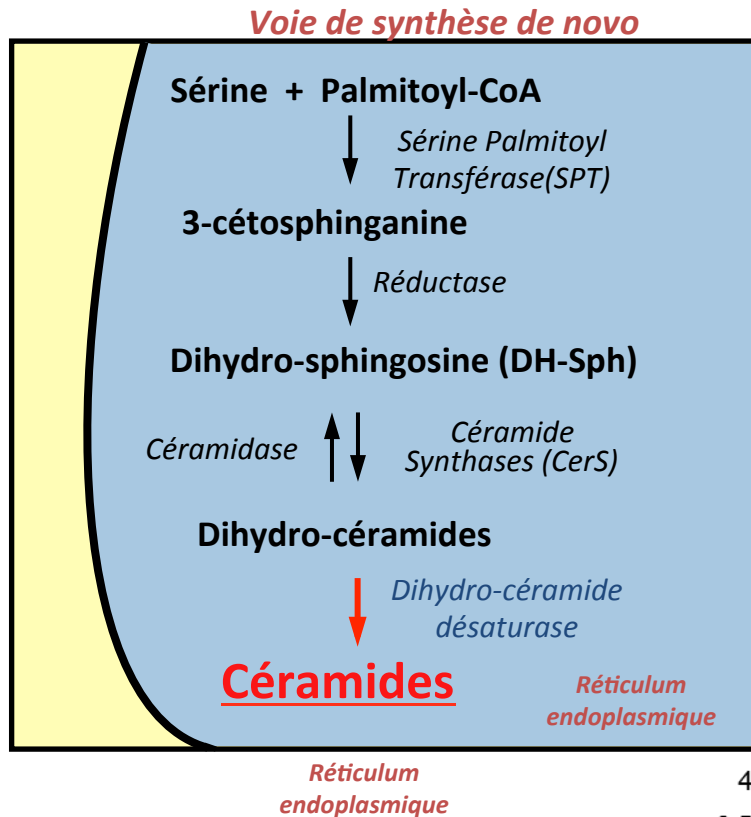 Voie de synthèse de novo
Sérine + Palmitoyl-CoA
Sérine Palmitoyl
Transférase(SPT)
3-cétosphinganine
Réductase
Dihydro-sphingosine (DH-Sph)
Céramidase
Céramide
Synthases (CerS)
Dihydro-céramides
Dihydro-céramide
désaturase
Céramides
Réticulum
endoplasmique
Réticulum
endoplasmique
4